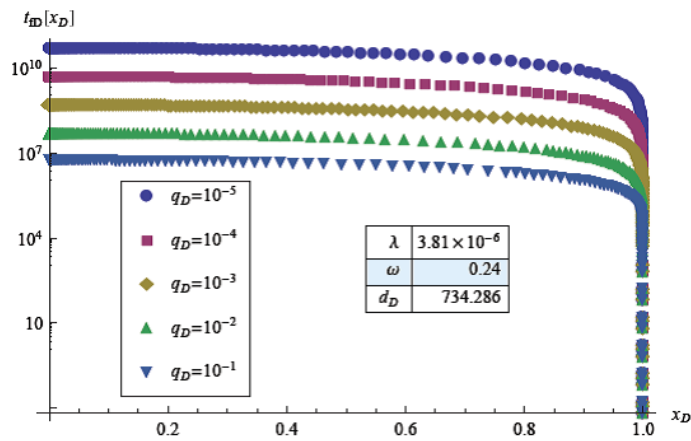 t_fD[x_D]
10^10
10^7
10^4
10
q_D=10^-5
q_D=10^-4
q_D=10^-3
q_D=10^-2
q_D=10^-1
λ 3.81×10^-6
ω 0.24
d_D 734.286
0.2 0.4 0.6 0.8 1.0 x_D